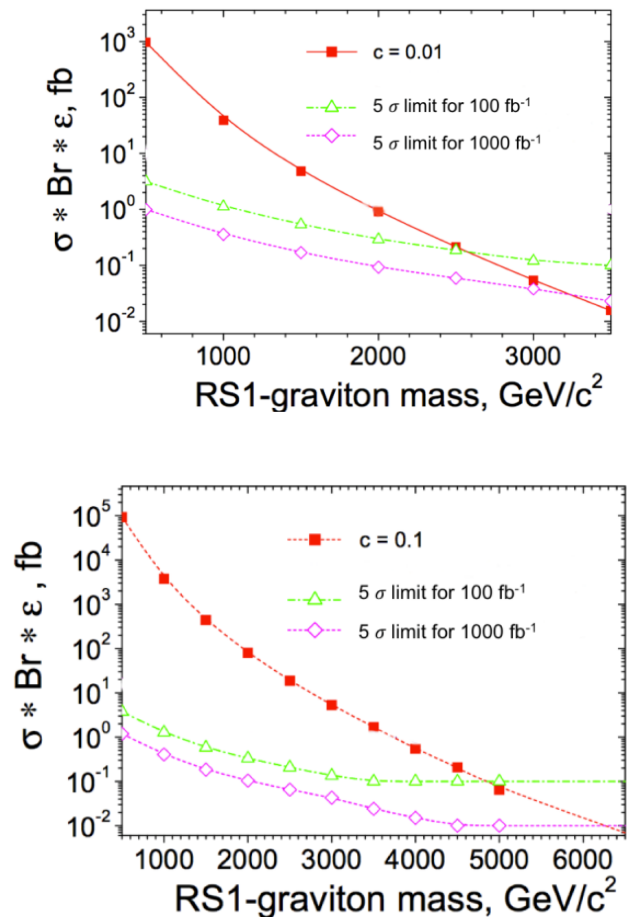 10³
10²
10¹
10⁰
10⁻¹
10⁻²
σ * Br * ε, fb
c = 0.01
5 σ limit for 100 fb⁻¹
5 σ limit for 1000 fb⁻¹
1000 2000 3000
RS1-graviton mass, GeV/c²
10⁵
10⁴
10³
10²
10¹
10⁰
10⁻¹
10⁻²
σ * Br * ε, fb
c = 0.1
5 σ limit for 100 fb⁻¹
5 σ limit for 1000 fb⁻¹
1000 2000 3000 4000 5000 6000
RS1-graviton mass, GeV/c²